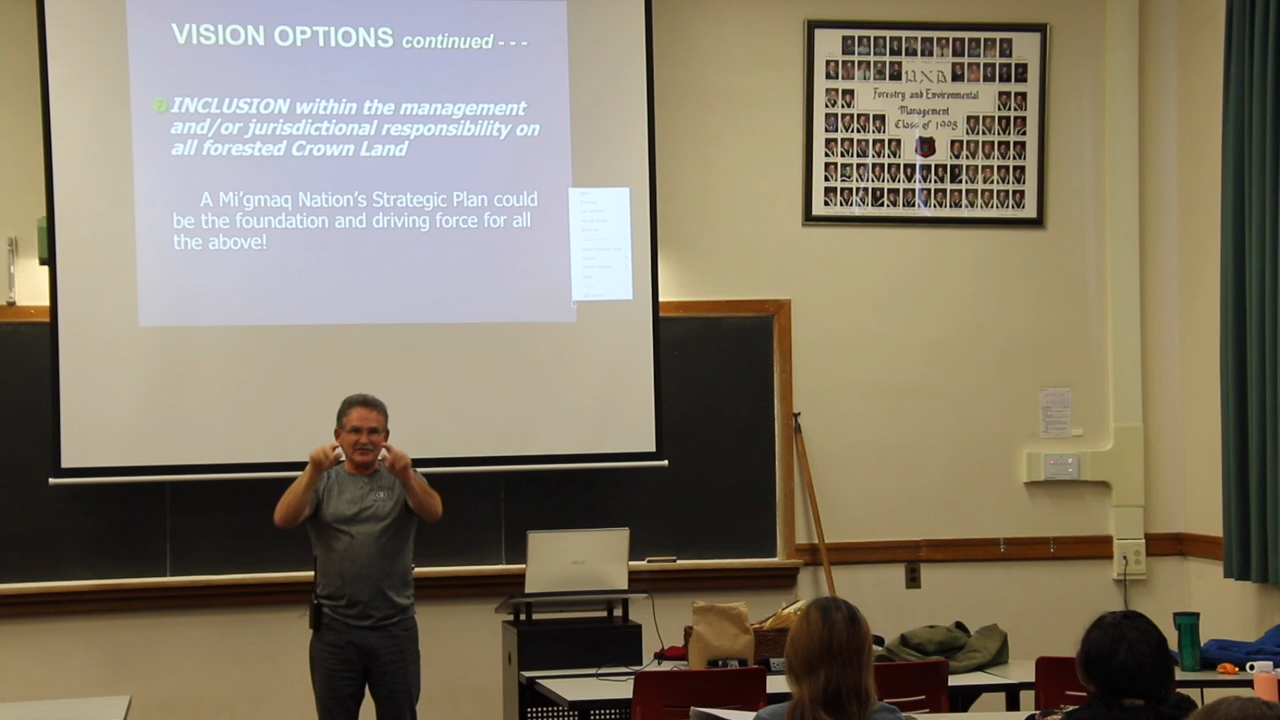 VISION OPTIONS continued - - -
INCLUSION within the management
and/or jurisdictional responsibility on
all forested Crown Land
A Mi'gmaq Nation's Strategic Plan could
be the foundation and driving force for all
the above!
UNB
Forestry and Environmental
Management
Class of 1998